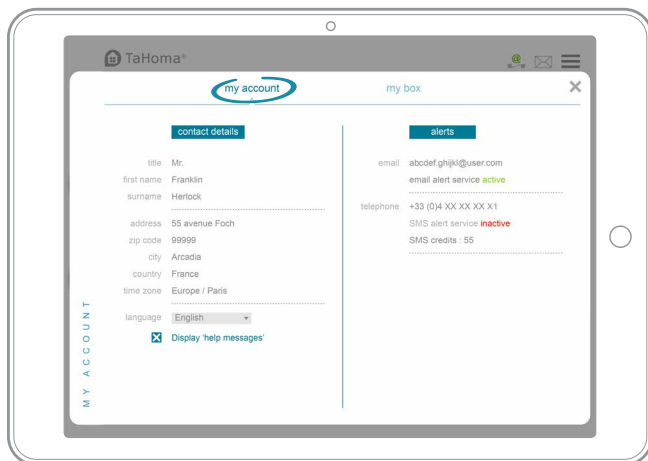 TaHoma®
@
my account
my box
contact details
title Mr.
first name Franklin
surname Herlock
address 55 avenue Foch
zip code 99999
city Arcadia
country France
time zone Europe / Paris
language English
Display ‘help messages’
alerts
email abcdef.ghijkl@user.com
email alert service active
telephone +33 (0)4 XX XX XX X1
SMS alert service inactive
SMS credits : 55
MY ACCOUNT